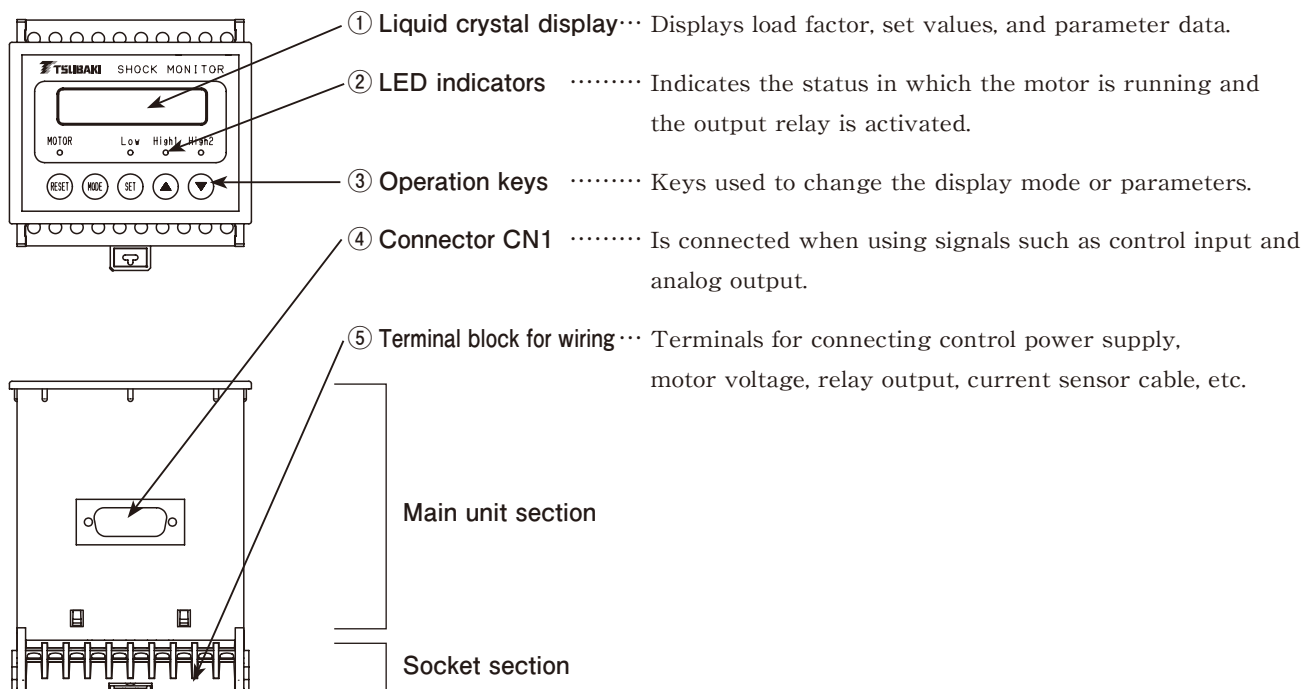 ① Liquid crystal display… Displays load factor, set values, and parameter data.
TSUBAKI SHOCK MONITOR
② LED indicators ……… Indicates the status in which the motor is running and
the output relay is activated.
MOTOR Low High1 High2
RESET MODE SET ▲ ▼
③ Operation keys ……… Keys used to change the display mode or parameters.
④ Connector CN1 ……… Is connected when using signals such as control input and
analog output.
⑤ Terminal block for wiring… Terminals for connecting control power supply,
motor voltage, relay output, current sensor cable, etc.
Main unit section
Socket section